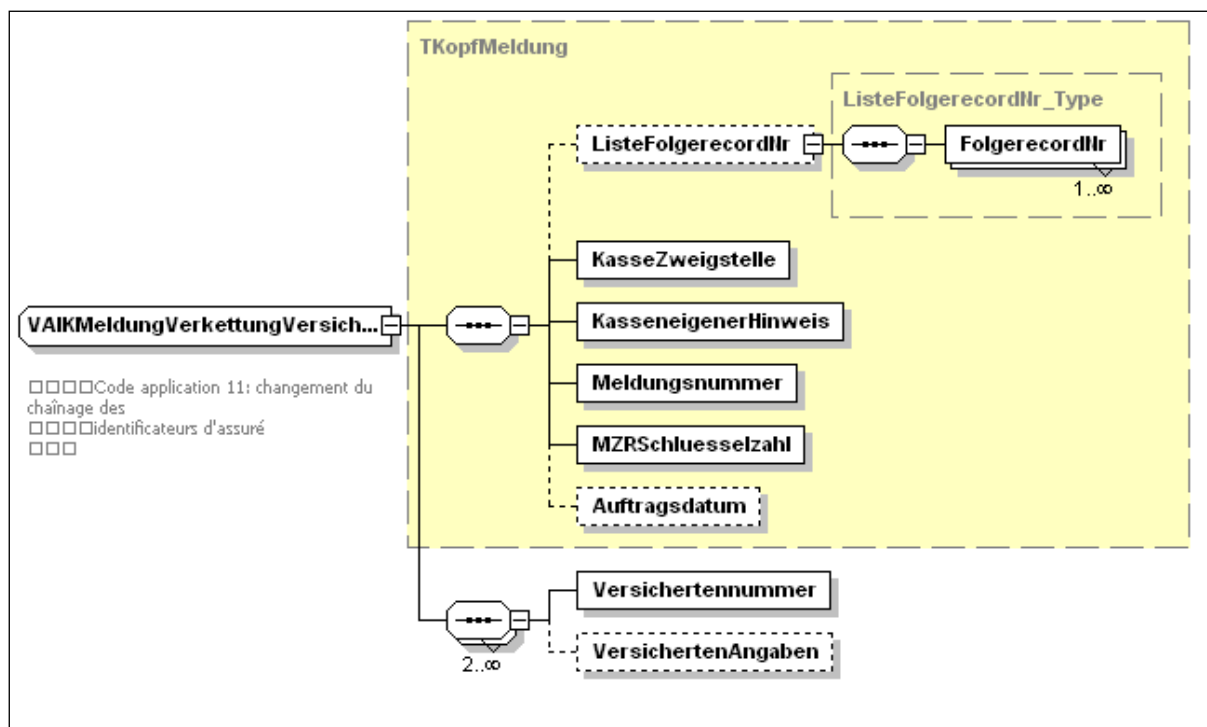 TKopfMeldung
ListeFolgerecordNr_Type
ListeFolgerecordNr
FolgerecordNr
1..∞
KasseZweigstelle
KasseneigenerHinweis
VAIKMeldungVerkettungVersich...
Meldungsnummer
□□□□Code application 11: changement du
chaînage des
□□□□identificateurs d'assuré
□□□
MZRSchluesselzahl
Auftragsdatum
Versichertennummer
VersichertenAngaben
2..∞